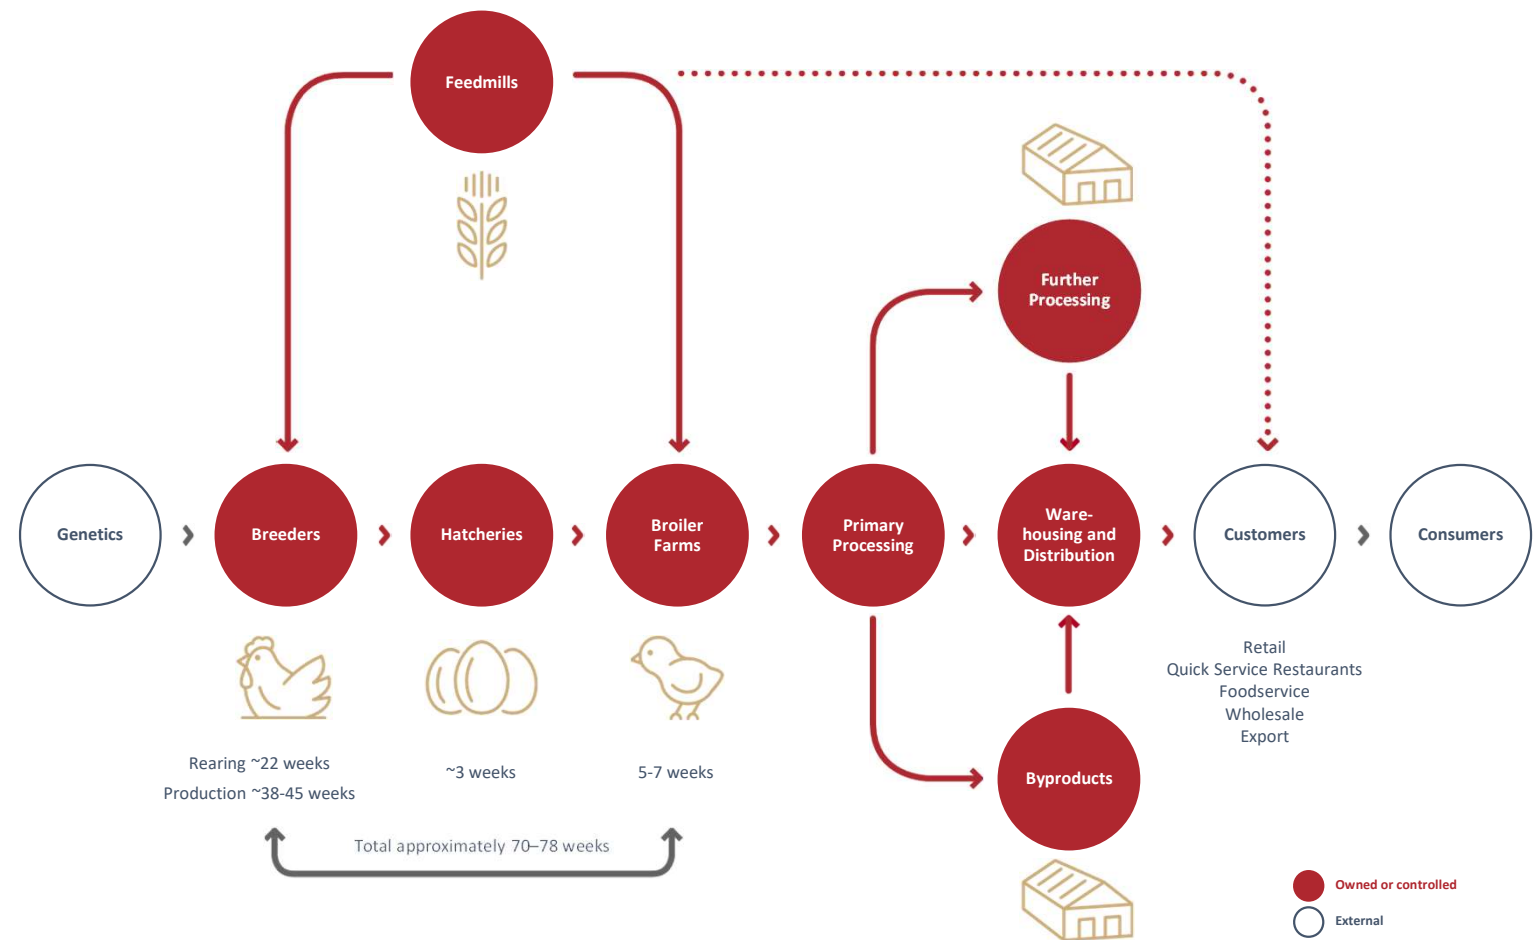 Feedmills
Further
Processing
Genetics
Breeders
Hatcheries
Broiler
Farms
Primary
Processing
Ware-
housing and
Distribution
Customers
Consumers
Retail
Quick Service Restaurants
Foodservice
Wholesale
Export
Rearing ~22 weeks
Production ~38-45 weeks
~3 weeks
5-7 weeks
Byproducts
Total approximately 70–78 weeks
Owned or controlled
External